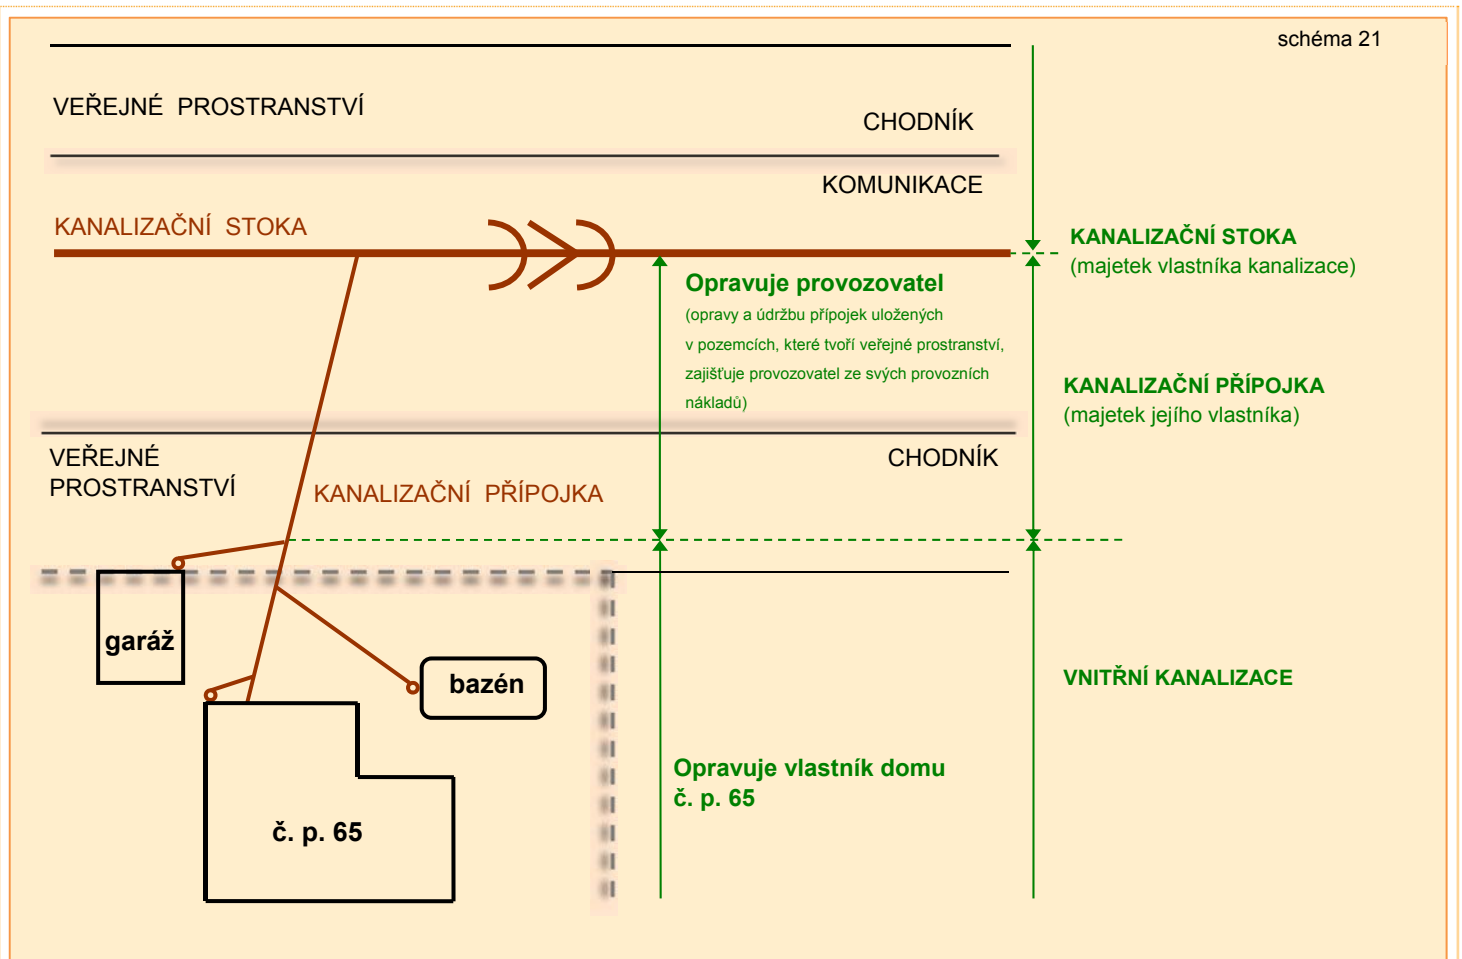 schéma 21
VEŘEJNÉ PROSTRANSTVÍ
CHODNÍK
KOMUNIKACE
KANALIZAČNÍ STOKA
KANALIZAČNÍ STOKA
(majetek vlastníka kanalizace)
Opravuje provozovatel
(opravy a údržbu přípojek uložených
v pozemcích, které tvoří veřejné prostranství,
zajišťuje provozovatel ze svých provozních
nákladů)
KANALIZAČNÍ PŘÍPOJKA
(majetek jejího vlastníka)
VEŘEJNÉ
PROSTRANSTVÍ
CHODNÍK
KANALIZAČNÍ PŘÍPOJKA
garáž
bazén
VNITŘNÍ KANALIZACE
Opravuje vlastník domu
č. p. 65
č. p. 65